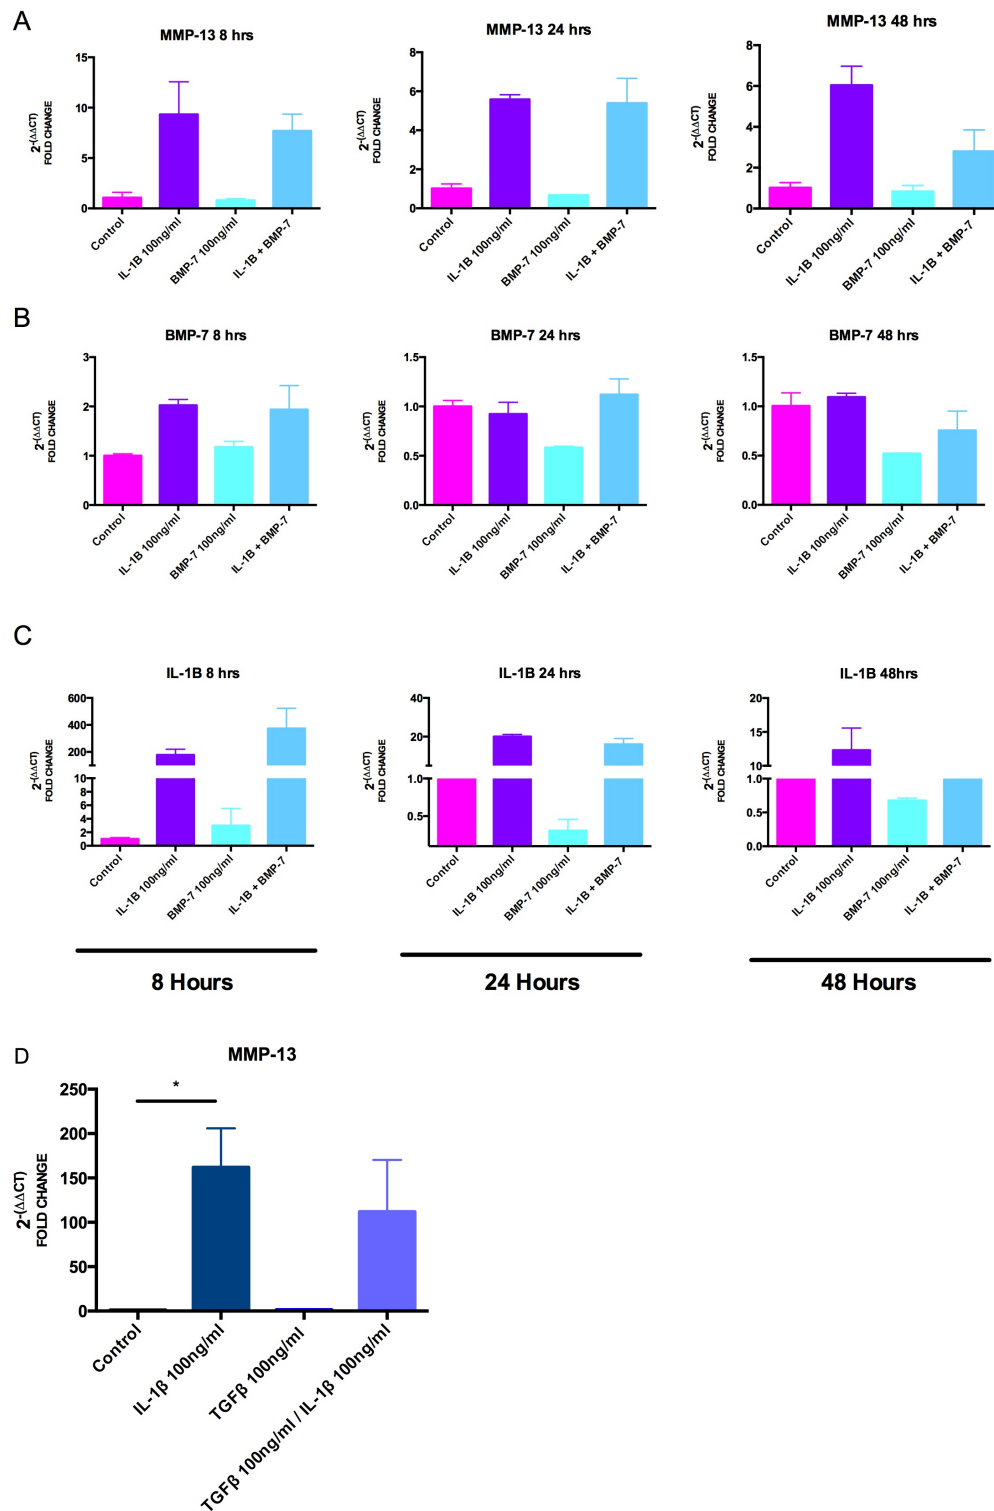 A
MMP-13 8 hrs
2-(ΔΔCT)
FOLD CHANGE
15
10
5
0
Control
IL-1B 100ng/ml
BMP-7 100ng/ml
IL-1B + BMP-7
MMP-13 24 hrs
2-(ΔΔCT)
FOLD CHANGE
8
6
4
2
0
Control
IL-1B 100ng/ml
BMP-7 100ng/ml
IL-1B + BMP-7
MMP-13 48 hrs
2-(ΔΔCT)
FOLD CHANGE
8
6
4
2
0
Control
IL-1B 100ng/ml
BMP-7 100ng/ml
IL-1B + BMP-7
B
BMP-7 8 hrs
2-(ΔΔCT)
FOLD CHANGE
3
2
1
0
Control
IL-1B 100ng/ml
BMP-7 100ng/ml
IL-1B + BMP-7
BMP-7 24 hrs
2-(ΔΔCT)
FOLD CHANGE
1.5
1.0
0.5
0.0
Control
IL-1B 100ng/ml
BMP-7 100ng/ml
IL-1B + BMP-7
BMP-7 48 hrs
2-(ΔΔCT)
FOLD CHANGE
1.5
1.0
0.5
0.0
Control
IL-1B 100ng/ml
BMP-7 100ng/ml
IL-1B + BMP-7
C
IL-1B 8 hrs
2-(ΔΔCT)
FOLD CHANGE
600
400
200
10
8
6
4
2
0
Control
IL-1B 100ng/ml
BMP-7 100ng/ml
IL-1B + BMP-7
IL-1B 24 hrs
2-(ΔΔCT)
FOLD CHANGE
40
20
1.0
0.5
Control
IL-1B 100ng/ml
BMP-7 100ng/ml
IL-1B + BMP-7
IL-1B 48hrs
2-(ΔΔCT)
FOLD CHANGE
20
15
10
1.0
0.5
0.0
Control
IL-1B 100ng/ml
BMP-7 100ng/ml
IL-1B + BMP-7
8 Hours
24 Hours
48 Hours
D
MMP-13
*
2-(ΔΔCT)
FOLD CHANGE
250
200
150
100
50
0
Control
IL-1β 100ng/ml
TGFβ 100ng/ml
TGFβ 100ng/ml / IL-1β 100ng/ml